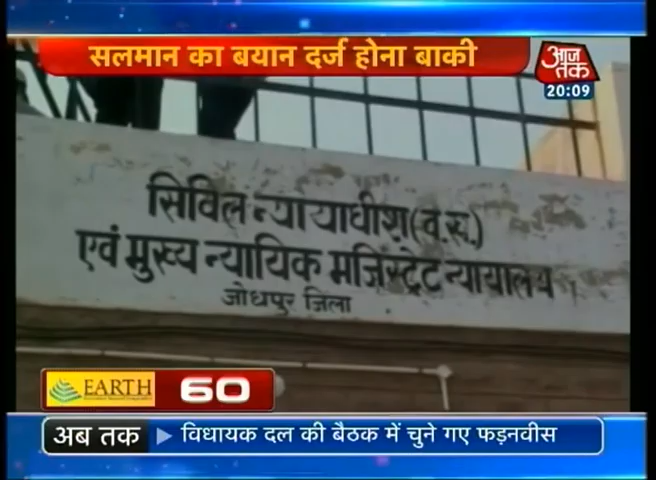 सलमान का बयान दर्ज होना बाकी
आज तक
20:09
सिविल न्यायाधीश(व.ख.)
एवं मुख्य न्यायिक मजिस्ट्रेट न्यायालय
जोधपुर जिला
EARTH
60
अब तक
विधायक दल की बैठक में चुने गए फड़नवीस